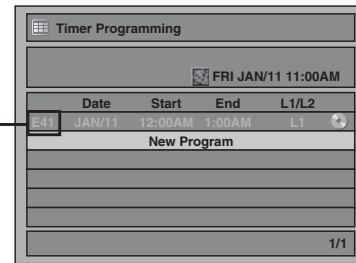 Timer Programming
FRI JAN/11 11:00AM
Date Start End L1/L2
E41 JAN/11 12:00AM 1:00AM L1
New Program
1/1